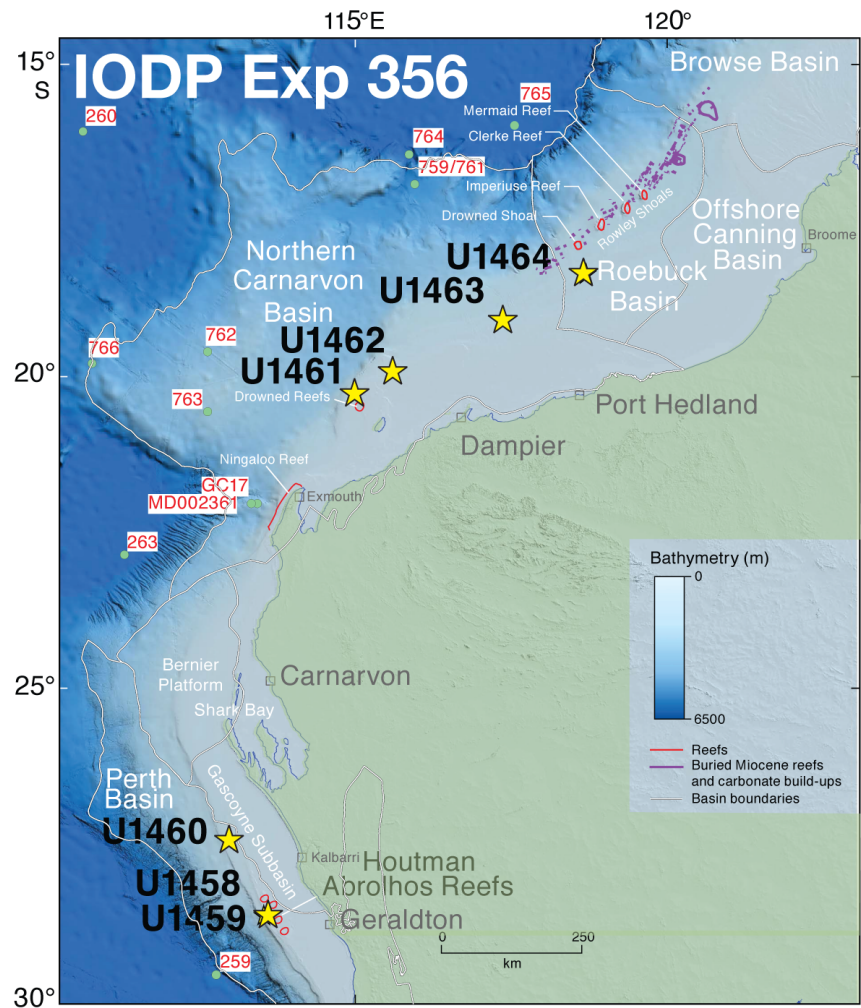 115°E
120°
15°
S
IODP Exp 356
Browse Basin
765
260
Mermaid Reef
Clerke Reef
764
759/761
Imperiuse Reef
Drowned Shoal
Rowley Shoals
Offshore
Canning
Basin
Broome
Northern
Carnarvon
Basin
U1464
Roebuck
Basin
U1463
762
766
U1462
U1461
20°
Drowned Reefs
763
Port Hedland
Dampier
Ningaloo Reef
GC17
MD002361
Exmouth
263
Bathymetry (m)
0
6500
Reefs
Buried Miocene reefs
and carbonate build-ups
Basin boundaries
Bernier
Platform
25°
Carnarvon
Shark Bay
Perth
Basin
Gascoyne Subbasin
U1460
Kalbarri
Houtman
Abrolhos Reefs
U1458
U1459
Geraldton
0
250
km
259
30°